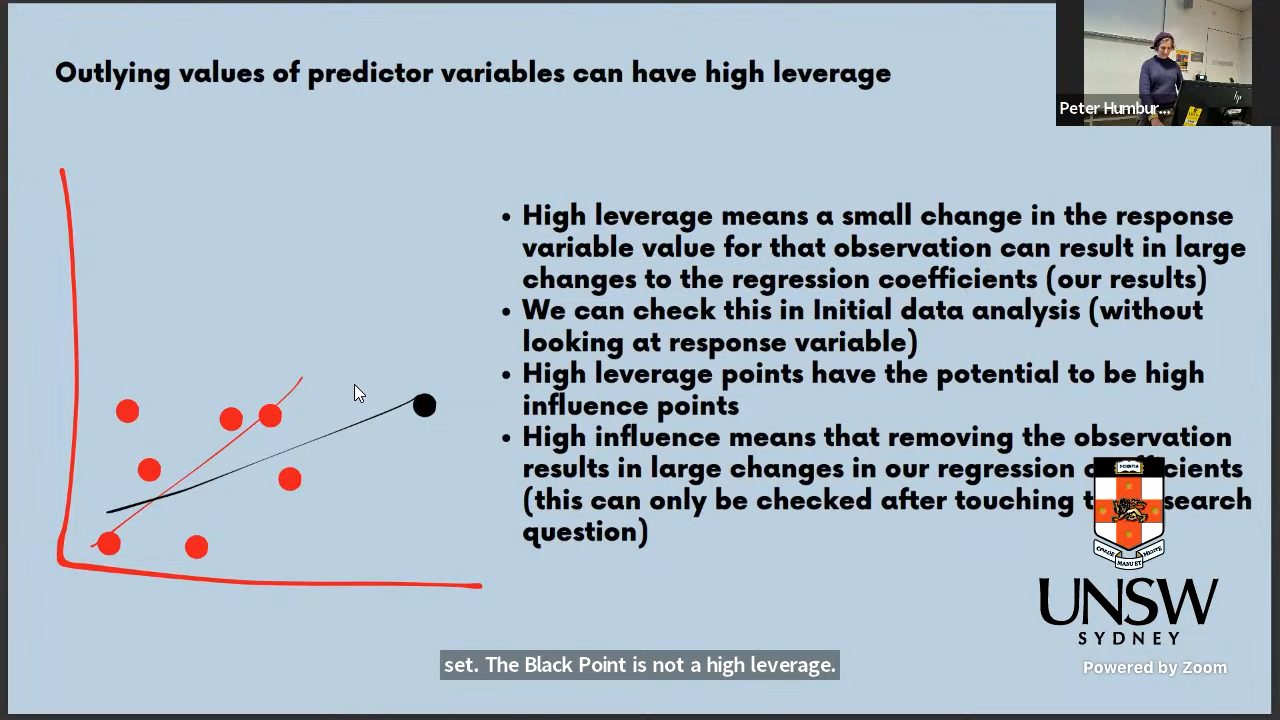 Outlying values of predictor variables can have high leverage
Peter Humbur...
• High leverage means a small change in the response
variable value for that observation can result in large
changes to the regression coefficients (our results)
• We can check this in Initial data analysis (without
looking at response variable)
• High leverage points have the potential to be high
influence points
• High influence means that removing the observation
results in large changes in our regression c cients
(this can only be checked after touching t search
question)
UNSW
SYDNEY
set. The Black Point is not a high leverage.
Powered by Zoom